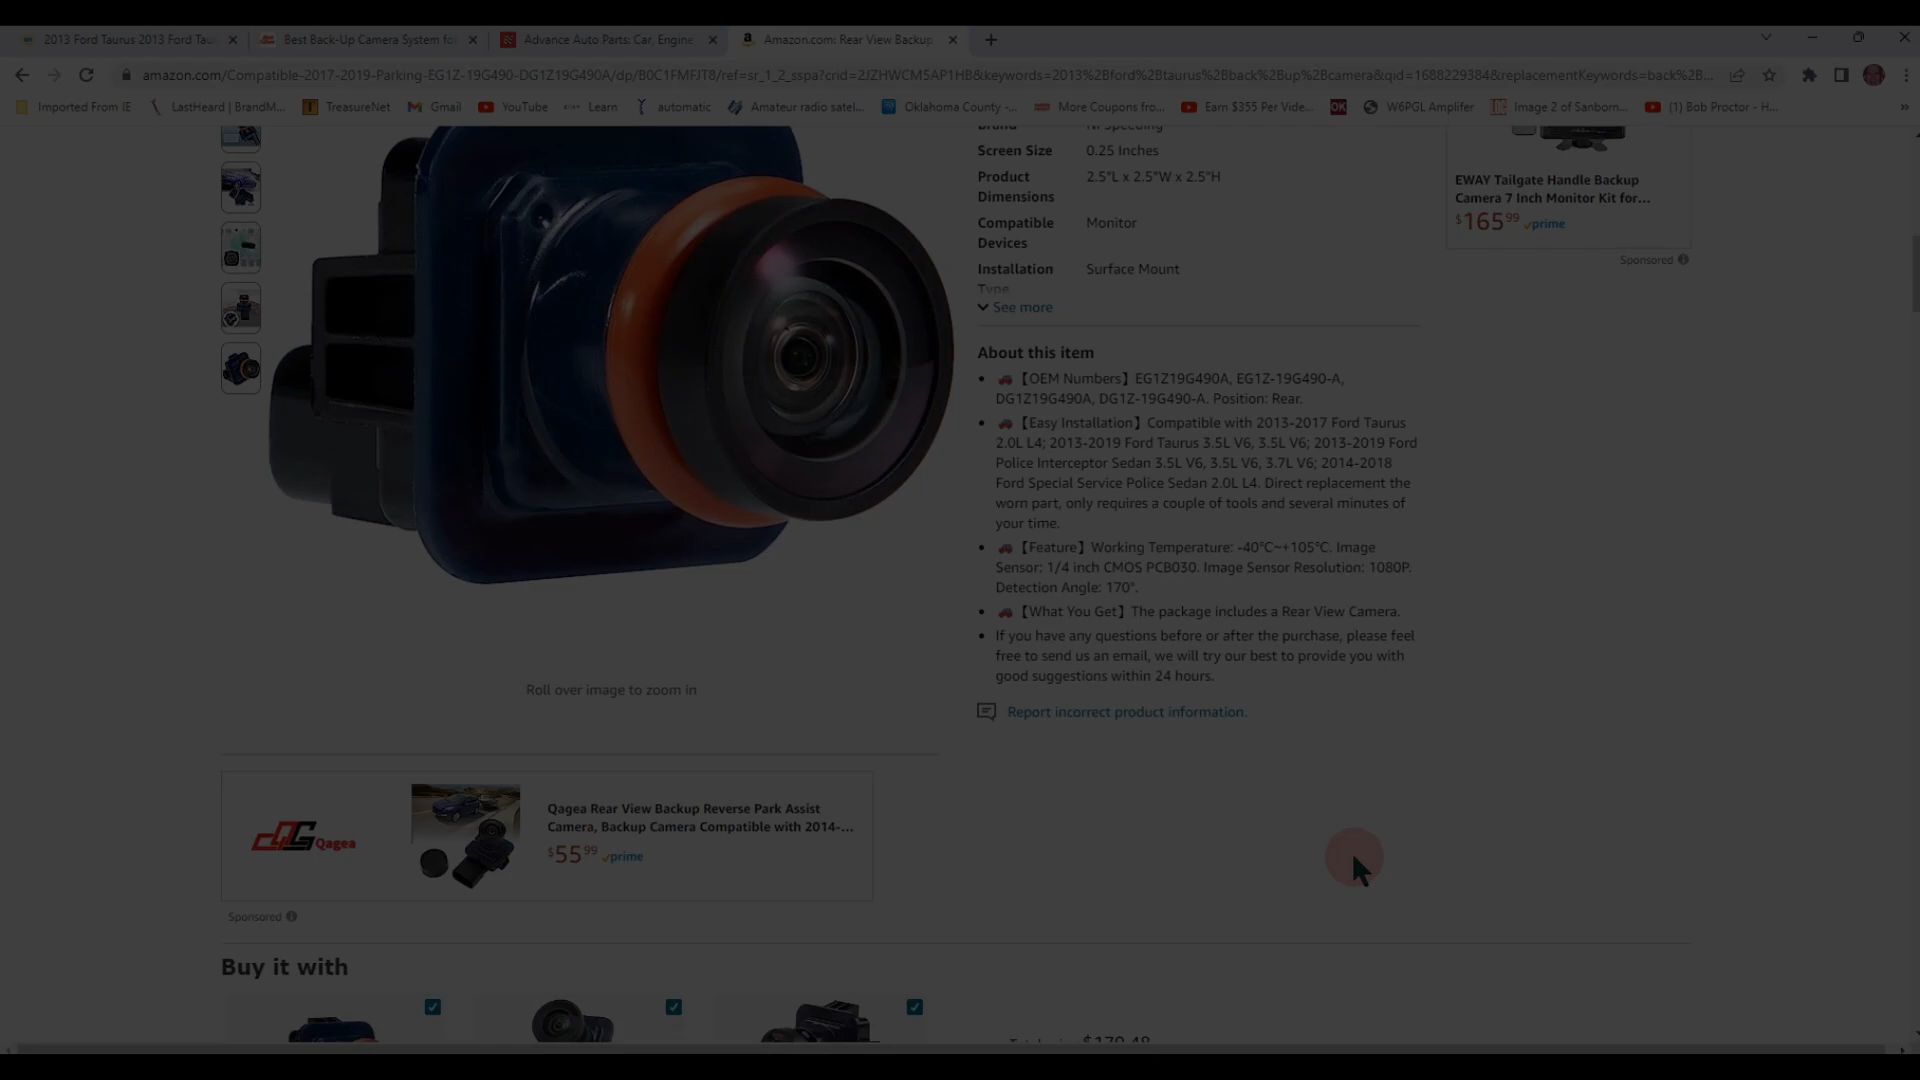 2013 Ford Taurus 2013 Ford Tau
Best Back-Up Camera System fo
Advance Auto Parts: Car, Engine
Amazon.com: Rear View Backup
amazon.com/Compatible-2017-2019-Parking-EG1Z-19G490-DG1Z19G490A/dp/B0C1FMFJT8/ref=sr_1_2_sspa?crid=2JZHWCM5AP1HB&keywords=2013%2Bford%2Btaurus%2Bback%2Bup%2Bcamera&qid=1688229384&replacementKeywords=back%2B...
Imported From IE
LastHeard | BrandM...
TreasureNet
Gmail
YouTube
Learn
automatic
Amateur radio satel...
Oklahoma County -...
More Coupons fro...
Earn $355 Per Vide...
OK
W6PGL Amplifer
Image 2 of Sanbom...
(1) Bob Proctor - H...
Brand
Screen Size 0.25 Inches
Product Dimensions 2.5"L x 2.5"W x 2.5"H
Compatible Devices Monitor
Installation Type Surface Mount
See more
About this item
【OEM Numbers】EG1Z19G490A, EG1Z-19G490-A,
DG1Z19G490A, DG1Z-19G490-A. Position: Rear.
【Easy Installation】Compatible with 2013-2017 Ford Taurus
2.0L L4; 2013-2019 Ford Taurus 3.5L V6, 3.5L V6; 2013-2019 Ford
Police Interceptor Sedan 3.5L V6, 3.5L V6, 3.7L V6; 2014-2018
Ford Special Service Police Sedan 2.0L L4. Direct replacement the
worn part, only requires a couple of tools and several minutes of
your time.
【Feature】Working Temperature: -40℃~+105℃. Image
Sensor: 1/4 inch CMOS PCB030. Image Sensor Resolution: 1080P.
Detection Angle: 170°.
【What You Get】The package includes a Rear View Camera.
If you have any questions before or after the purchase, please feel
free to send us an email, we will try our best to provide you with
good suggestions within 24 hours.
Report incorrect product information.
EWAY Tailgate Handle Backup
Camera 7 Inch Monitor Kit for...
$165 99 prime
Sponsored
Roll over image to zoom in
Qagea
Qagea Rear View Backup Reverse Park Assist
Camera, Backup Camera Compatible with 2014-...
$55 99 prime
Sponsored
Buy it with
$179.48